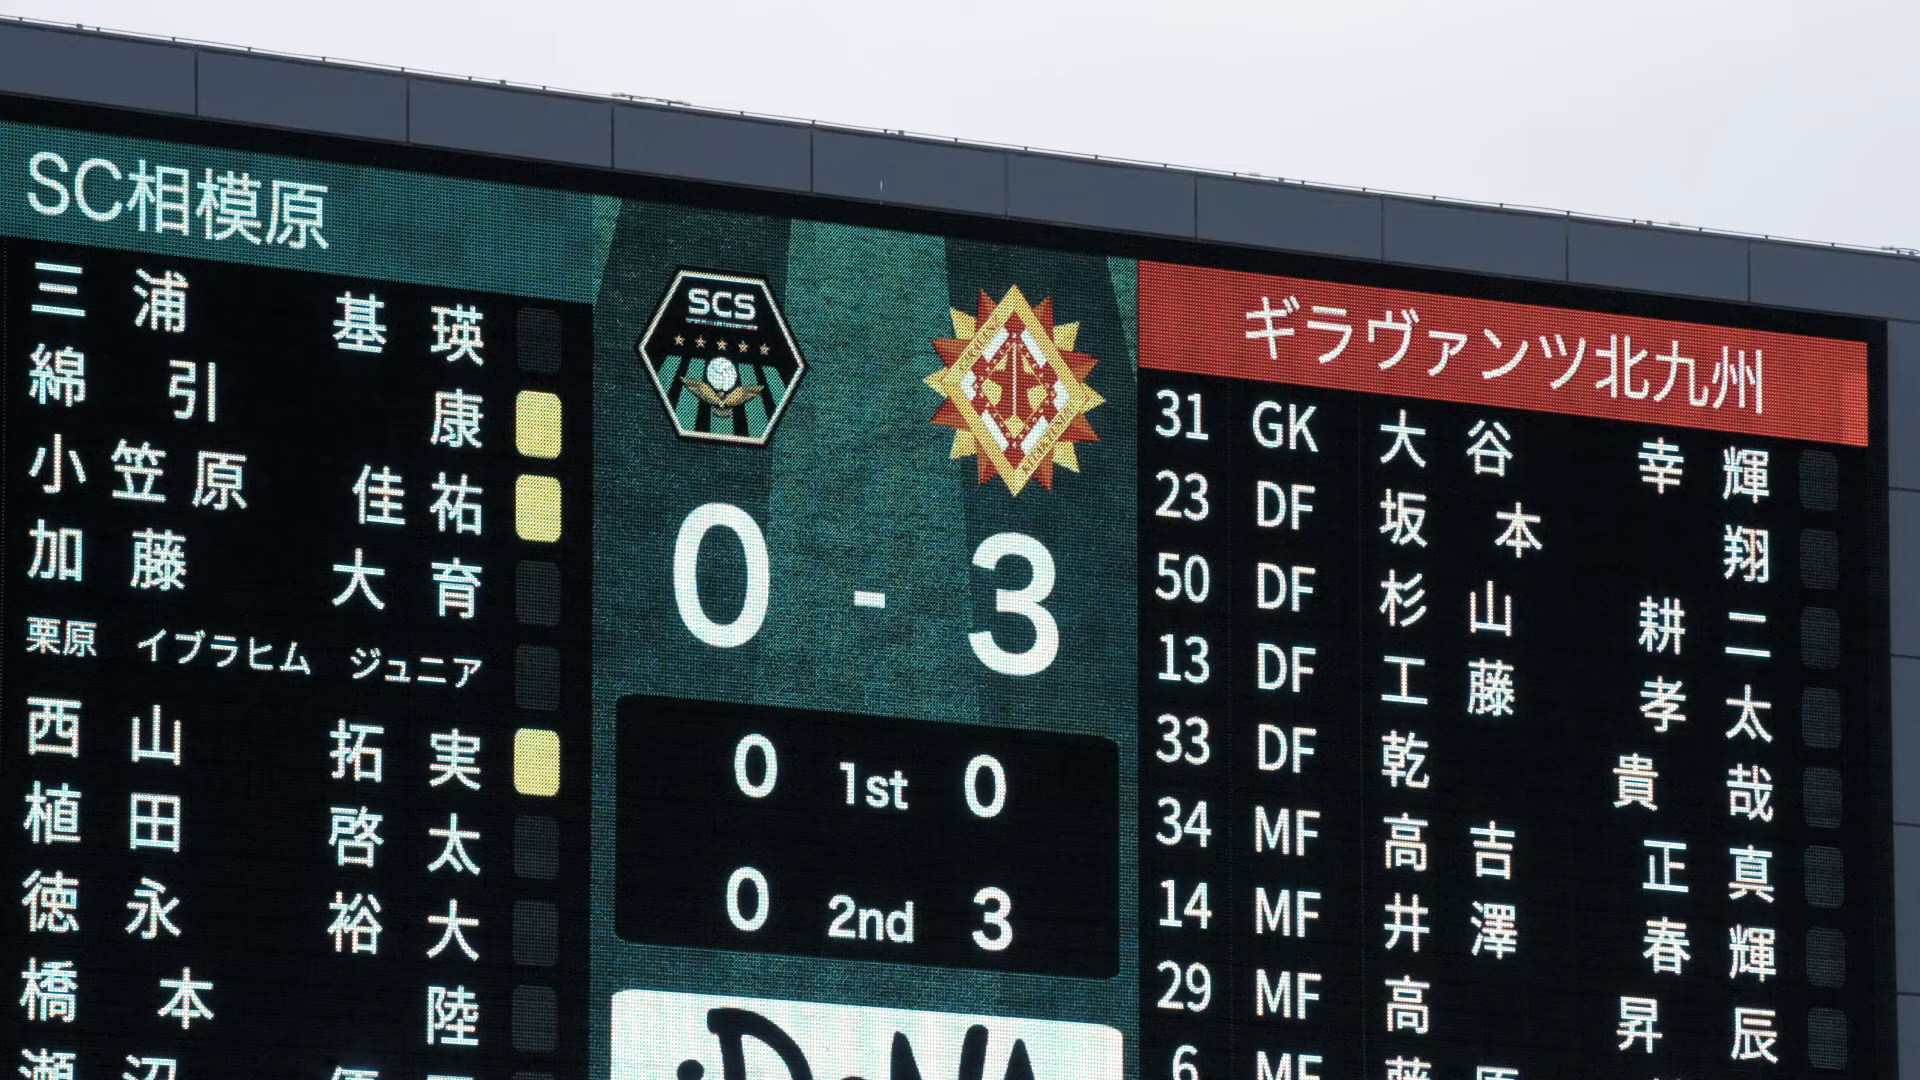 SC相模原
三浦 基瑛
綿引 康
小笠原 佳祐
加藤 大育
栗原 イブラヒム ジュニア
西山 拓実
植田 啓太
徳永 裕大
橋本 陸
SCS
0 - 3
0 1st 0
0 2nd 3
DeNA
ギラヴァンツ北九州
31 GK 大谷 幸輝
23 DF 坂本 翔
50 DF 杉山 耕二
13 DF 工藤 孝太
33 DF 乾 貴哉
34 MF 高吉 正真
14 MF 井澤 春輝
29 MF 高 昇辰
6 MF 藤原